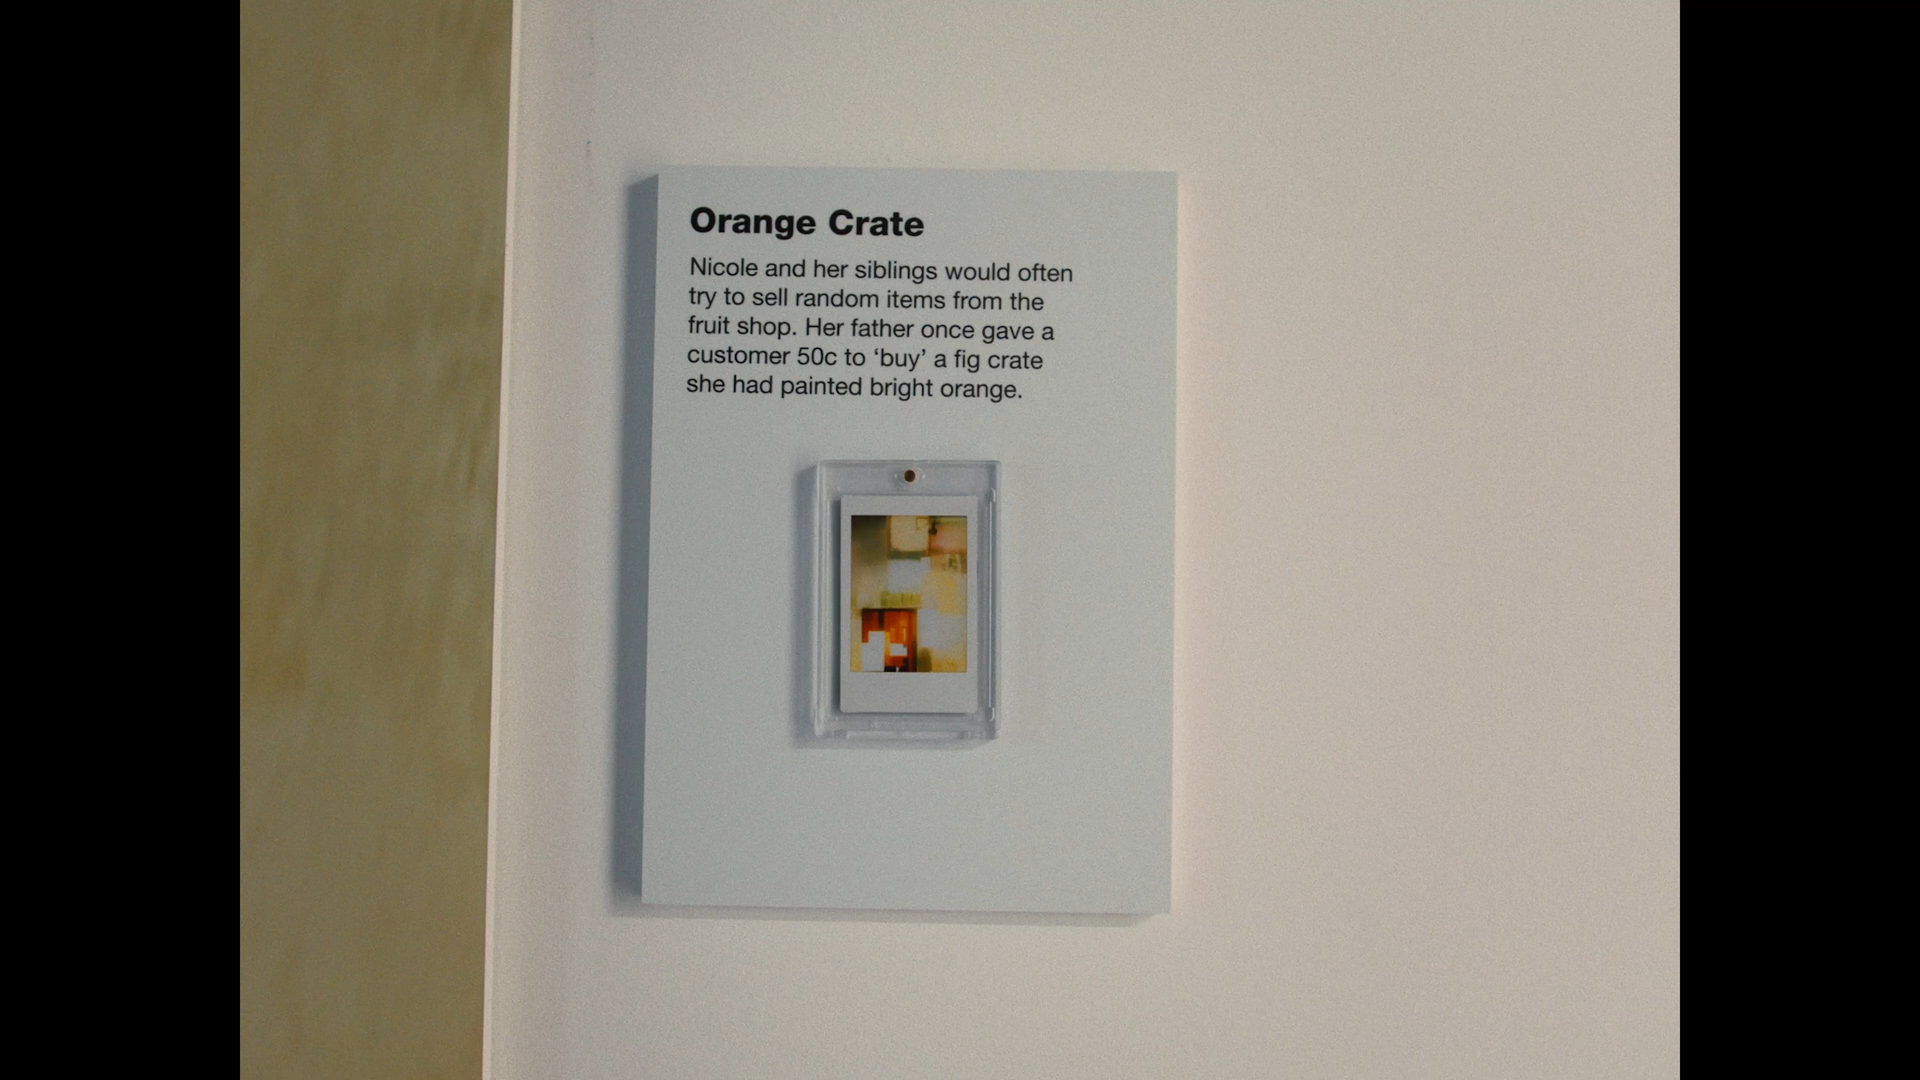 Orange Crate
Nicole and her siblings would often
try to sell random items from the
fruit shop. Her father once gave a
customer 50c to ‘buy’ a fig crate
she had painted bright orange.